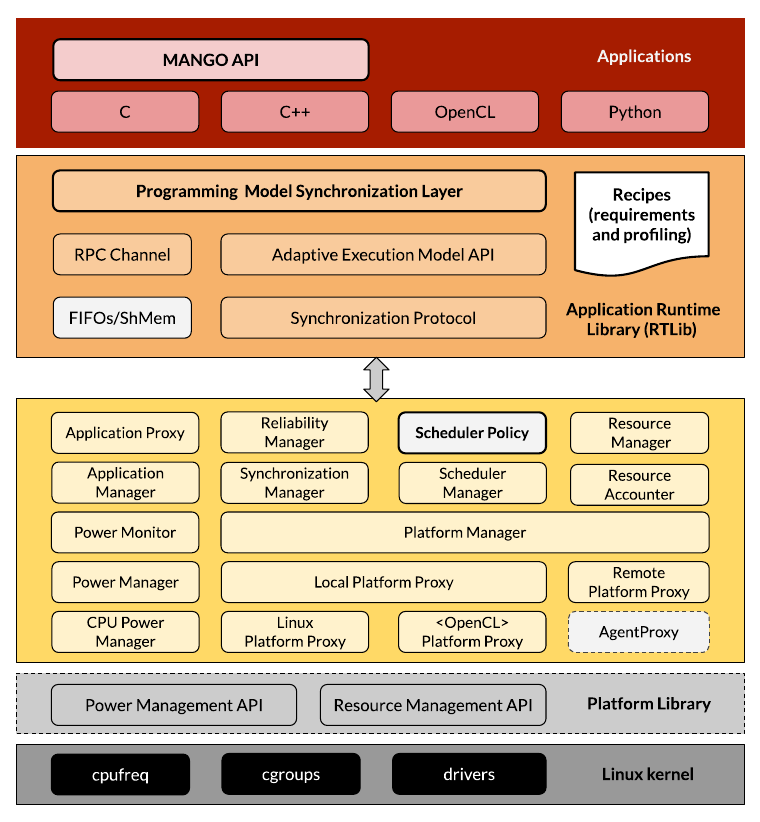 MANGO API
Applications
C
C++
OpenCL
Python
Programming Model Synchronization Layer
Recipes
(requirements
and profiling)
RPC Channel
Adaptive Execution Model API
FIFOs/ShMem
Synchronization Protocol
Application Runtime
Library (RTLib)
Application Proxy
Reliability
Manager
Scheduler Policy
Resource
Manager
Application
Manager
Synchronization
Manager
Scheduler
Manager
Resource
Accounter
Power Monitor
Platform Manager
Power Manager
Local Platform Proxy
Remote
Platform Proxy
CPU Power
Manager
Linux
Platform Proxy
<OpenCL>
Platform Proxy
AgentProxy
Power Management API
Resource Management API
Platform Library
cpufreq
cgroups
drivers
Linux kernel